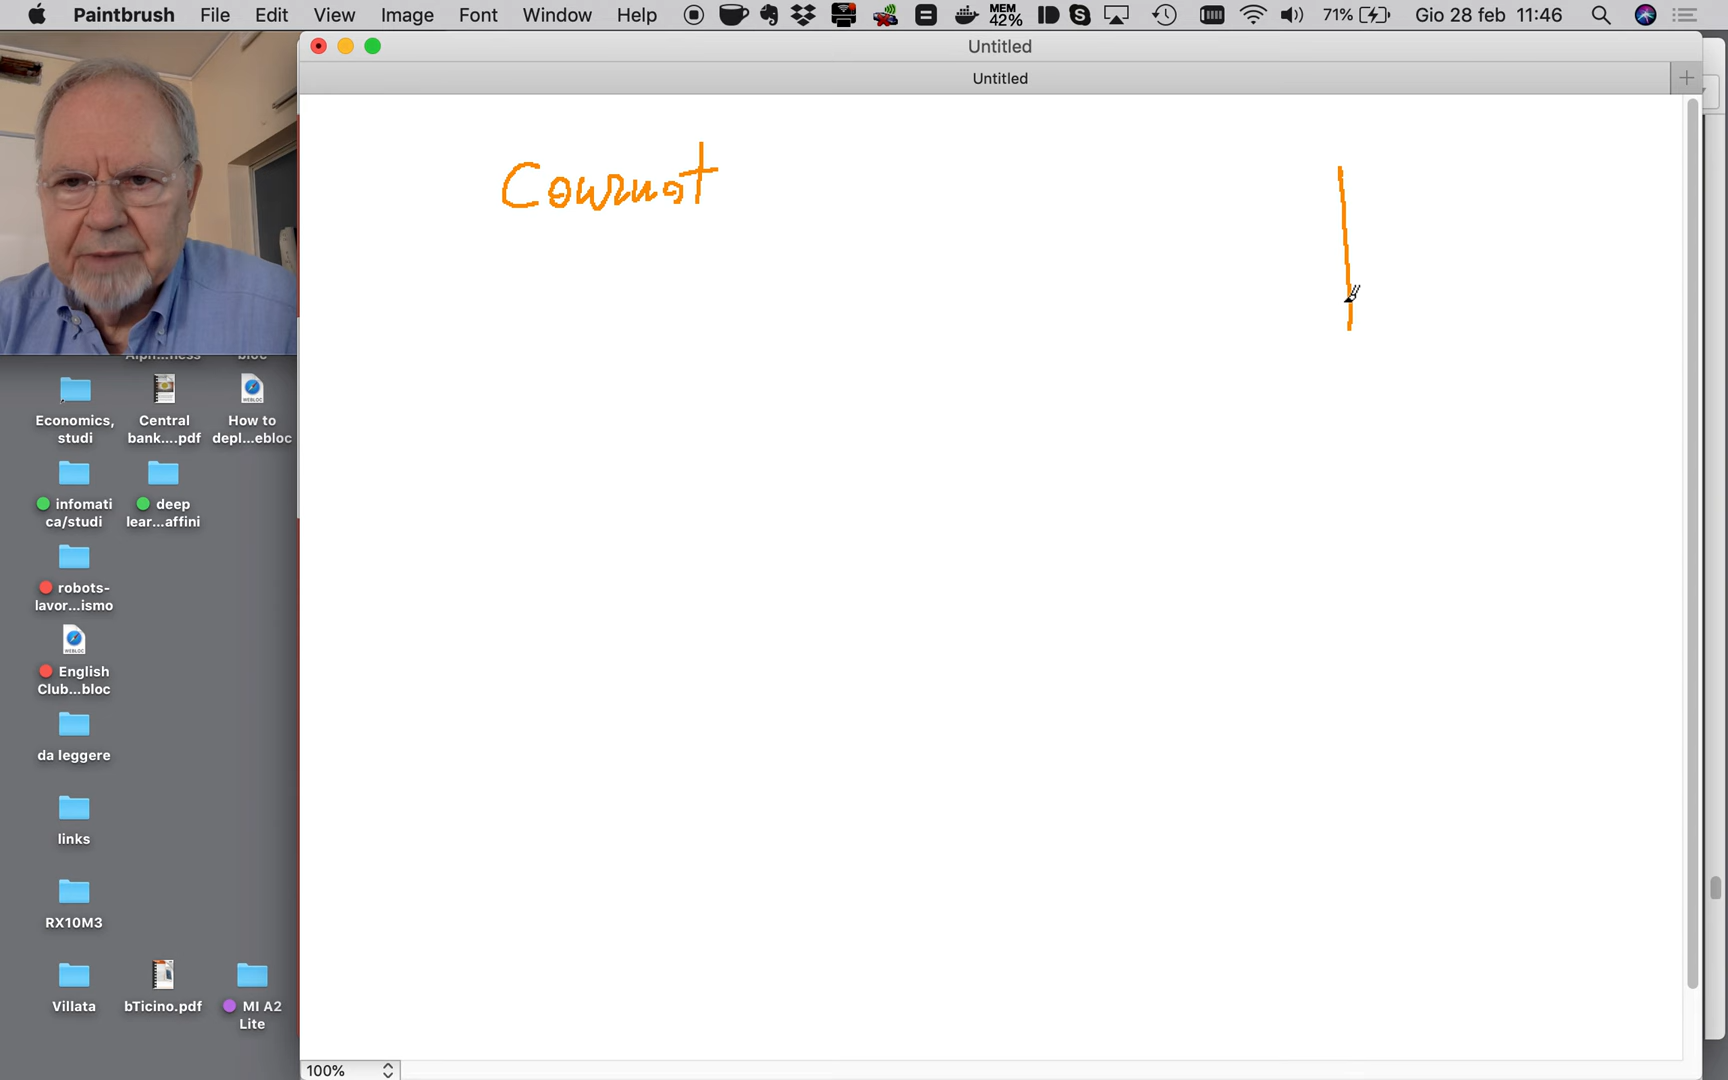 Paintbrush File Edit View Image Font Window Help MEM 42% 71% Gio 28 feb 11:46
Untitled
Untitled
Cournot
Economics, studi
Central bank....pdf
How to depl...ebloc
infomati ca/studi
deep lear...affini
robots-lavor...ismo
WEBLOC
English Club...bloc
da leggere
links
RX10M3
Villata
bTicino.pdf
MI A2 Lite
100%